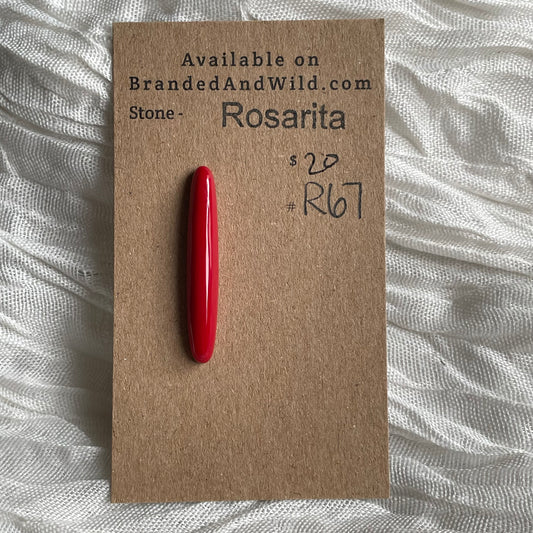 Available on
BrandedAndWild.com
Stone - Rosarita
$ 20
# R67